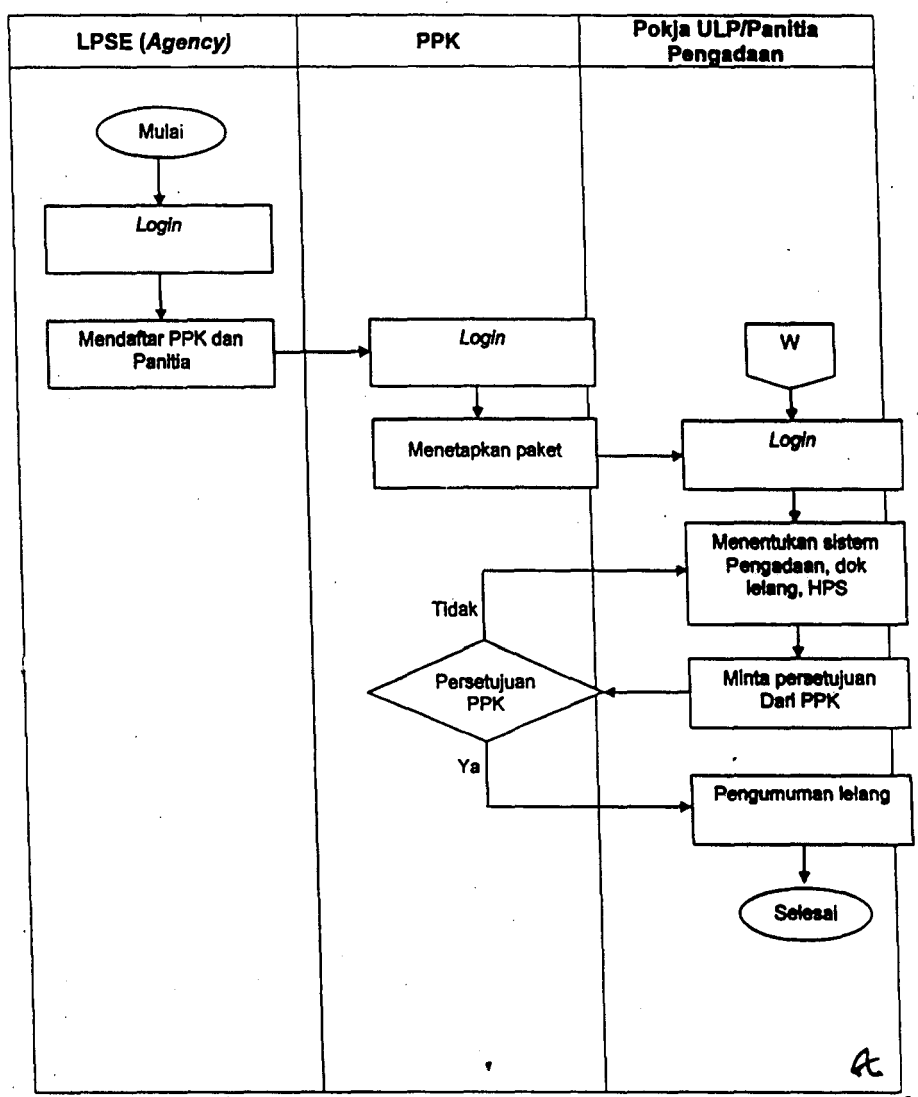 LPSE (Agency)
PPK
Pokja ULP/Panitia
Pengadaan
Mulai
Login
Mendaftar PPK dan
Panitia
Login
Menetapkan paket
W
Login
Menentukan sistem
Pengadaan, dok
lelang, HPS
Tidak
Persetujuan
PPK
Minta persetujuan
Dari PPK
Ya
Pengumuman lelang
Selesai